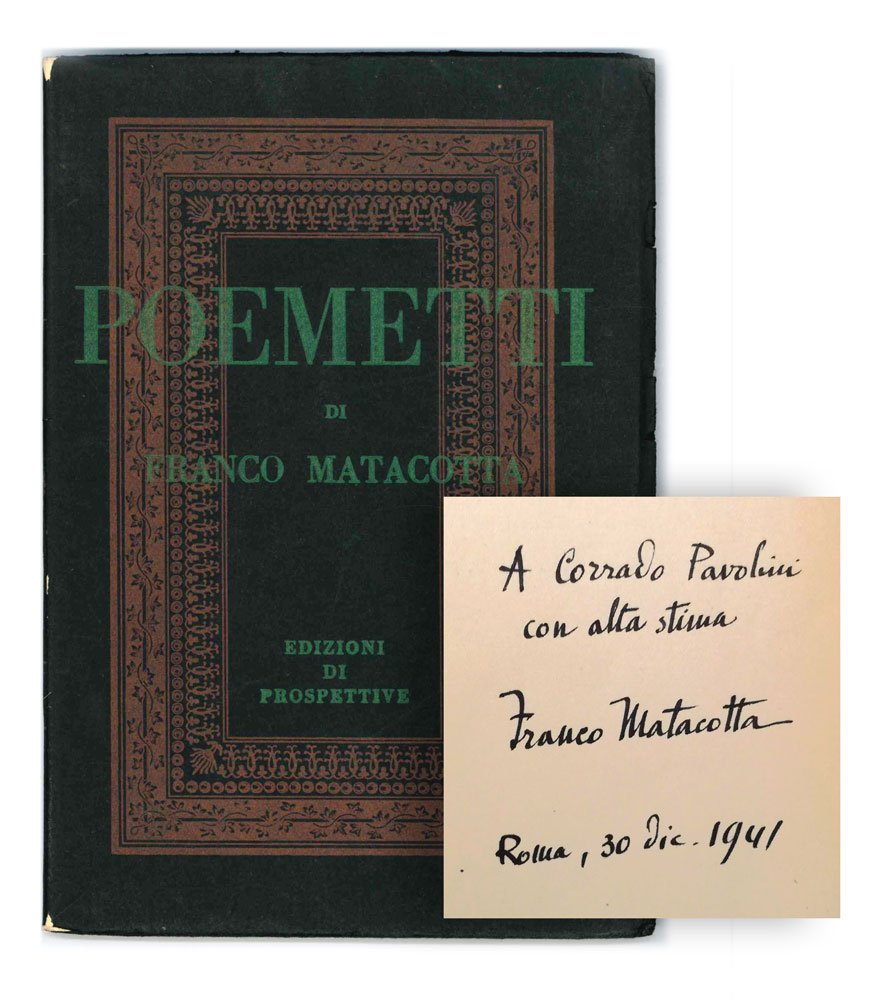 POEMETTI
DI
FRANCO MATACOTTA
EDIZIONI
DI
PROSPETTIVE
A Corrado Pavolini
con alta stima
Franco Matacotta
Roma, 30 dic. 1941